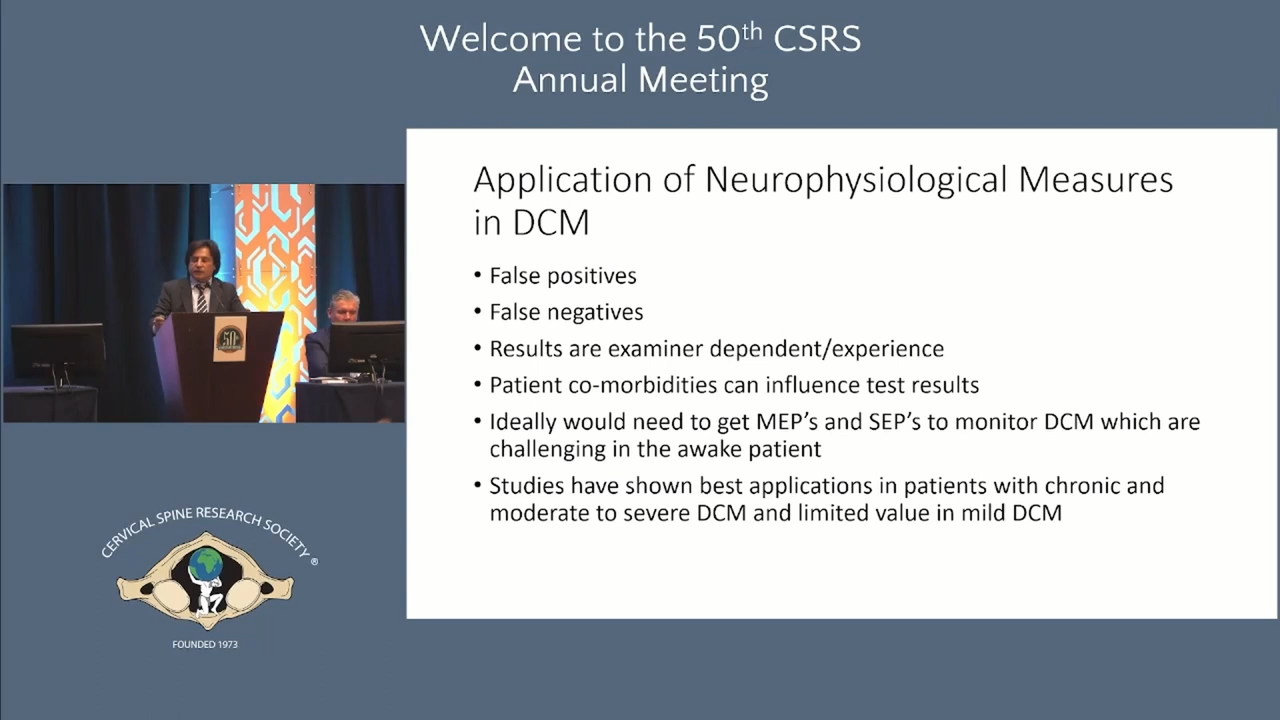 Welcome to the 50th CSRS
Annual Meeting
Application of Neurophysiological Measures
in DCM
• False positives
• False negatives
• Results are examiner dependent/experience
• Patient co-morbidities can influence test results
• Ideally would need to get MEP's and SEP's to monitor DCM which are
challenging in the awake patient
• Studies have shown best applications in patients with chronic and
moderate to severe DCM and limited value in mild DCM
50
CERVICAL SPINE RESEARCH SOCIETY ®
FOUNDED 1973